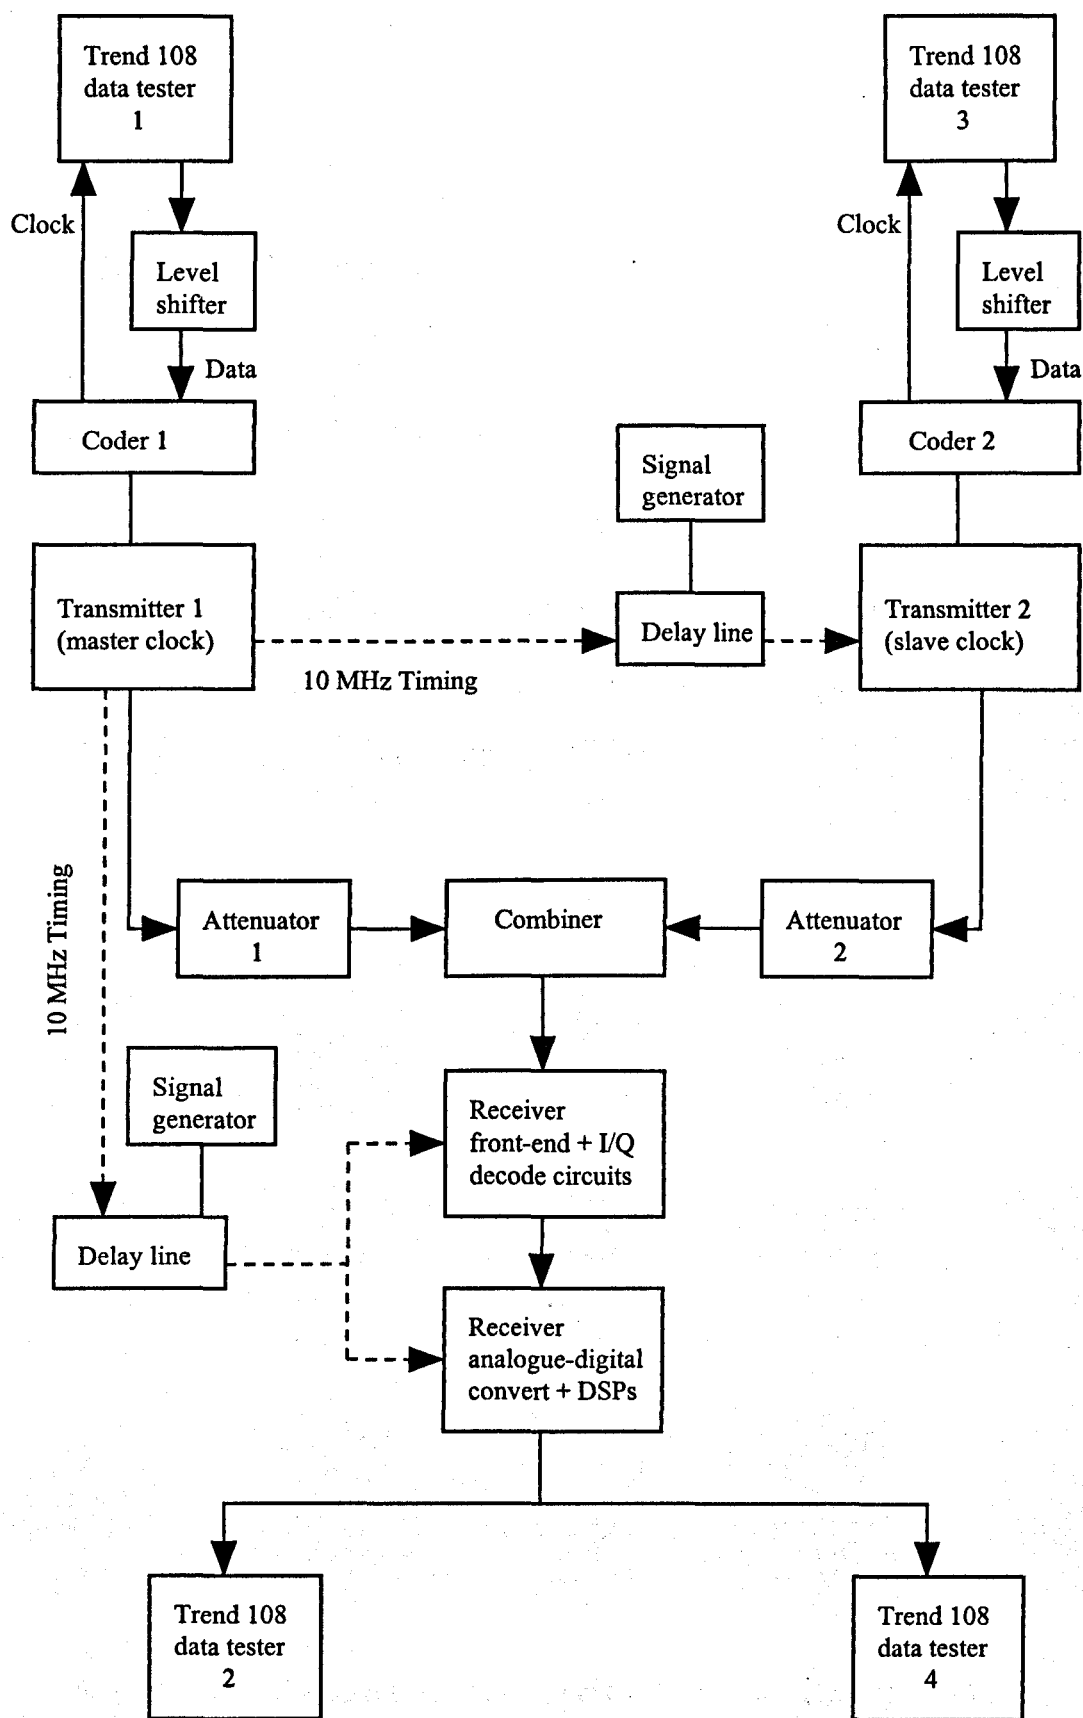 Trend 108
data tester
1
Trend 108
data tester
3
Clock
Level
shifter
Data
Clock
Level
shifter
Data
Coder 1
Signal
generator
Coder 2
Transmitter 1
(master clock)
Delay line
Transmitter 2
(slave clock)
10 MHz Timing
10 MHz Timing
Attenuator
1
Combiner
Attenuator
2
Signal
generator
Receiver
front-end + I/Q
decode circuits
Delay line
Receiver
analogue-digital
convert + DSPs
Trend 108
data tester
2
Trend 108
data tester
4